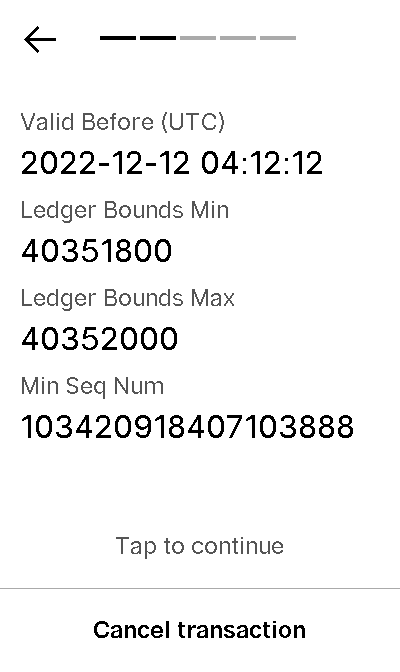 Valid Before (UTC)
2022-12-12 04:12:12
Ledger Bounds Min
40351800
Ledger Bounds Max
40352000
Min Seq Num
103420918407103888
Tap to continue
Cancel transaction